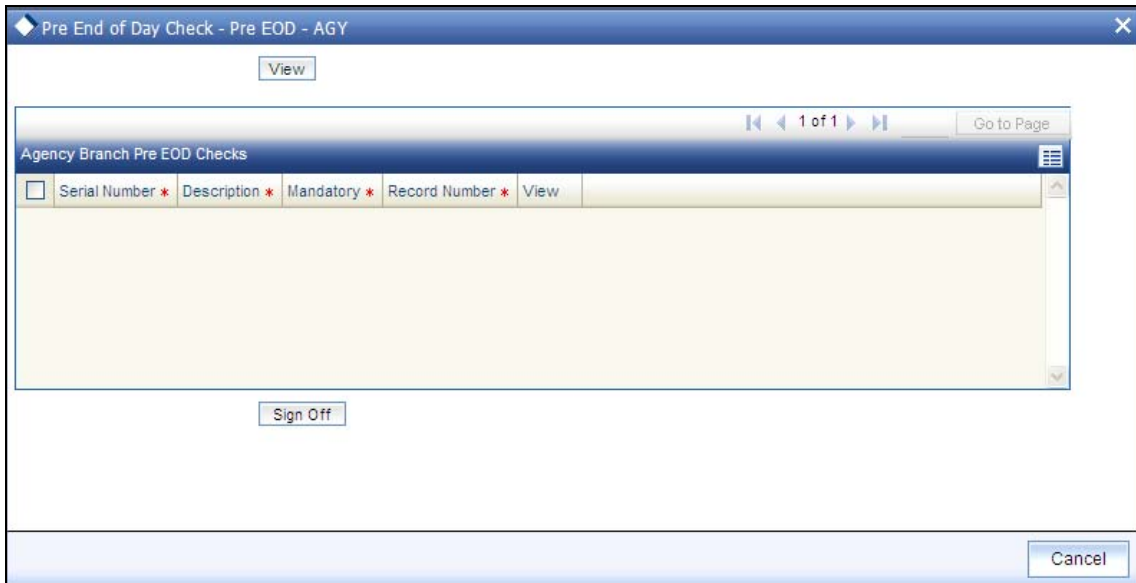 Pre End of Day Check - Pre EOD - AGY
View
1 of 1 Go to Page
Agency Branch Pre EOD Checks
Serial Number * Description * Mandatory * Record Number * View
Sign Off
Cancel